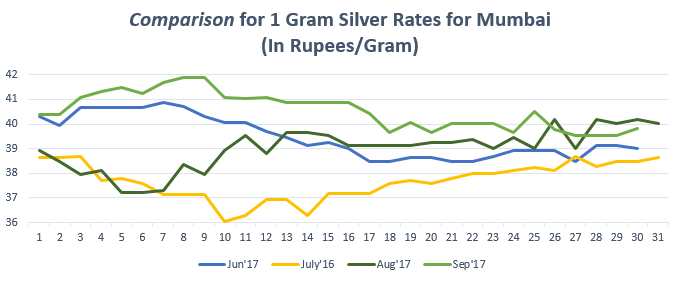 Comparison for 1 Gram Silver Rates for Mumbai
(In Rupees/Gram)
42
41
40
39
38
37
36
1 2 3 4 5 6 7 8 9 10 11 12 13 14 15 16 17 18 19 20 21 22 23 24 25 26 27 28 29 30 31
Jun'17 July'16 Aug'17 Sep'17